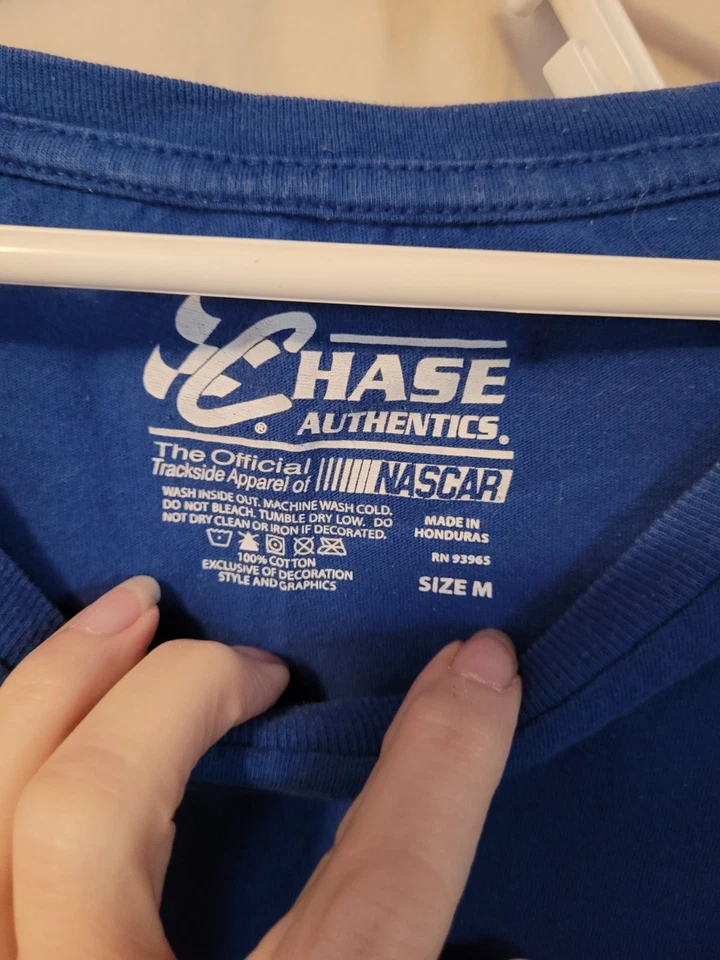 CHASE
AUTHENTICS.
The Official
Trackside Apparel of NASCAR
WASH INSIDE OUT. MACHINE WASH COLD.
DO NOT BLEACH. TUMBLE DRY LOW. DO
NOT DRY CLEAN OR IRON IF DECORATED.
100% COTTON
EXCLUSIVE OF DECORATION
STYLE AND GRAPHICS
MADE IN
HONDURAS
RN 93965
SIZE M